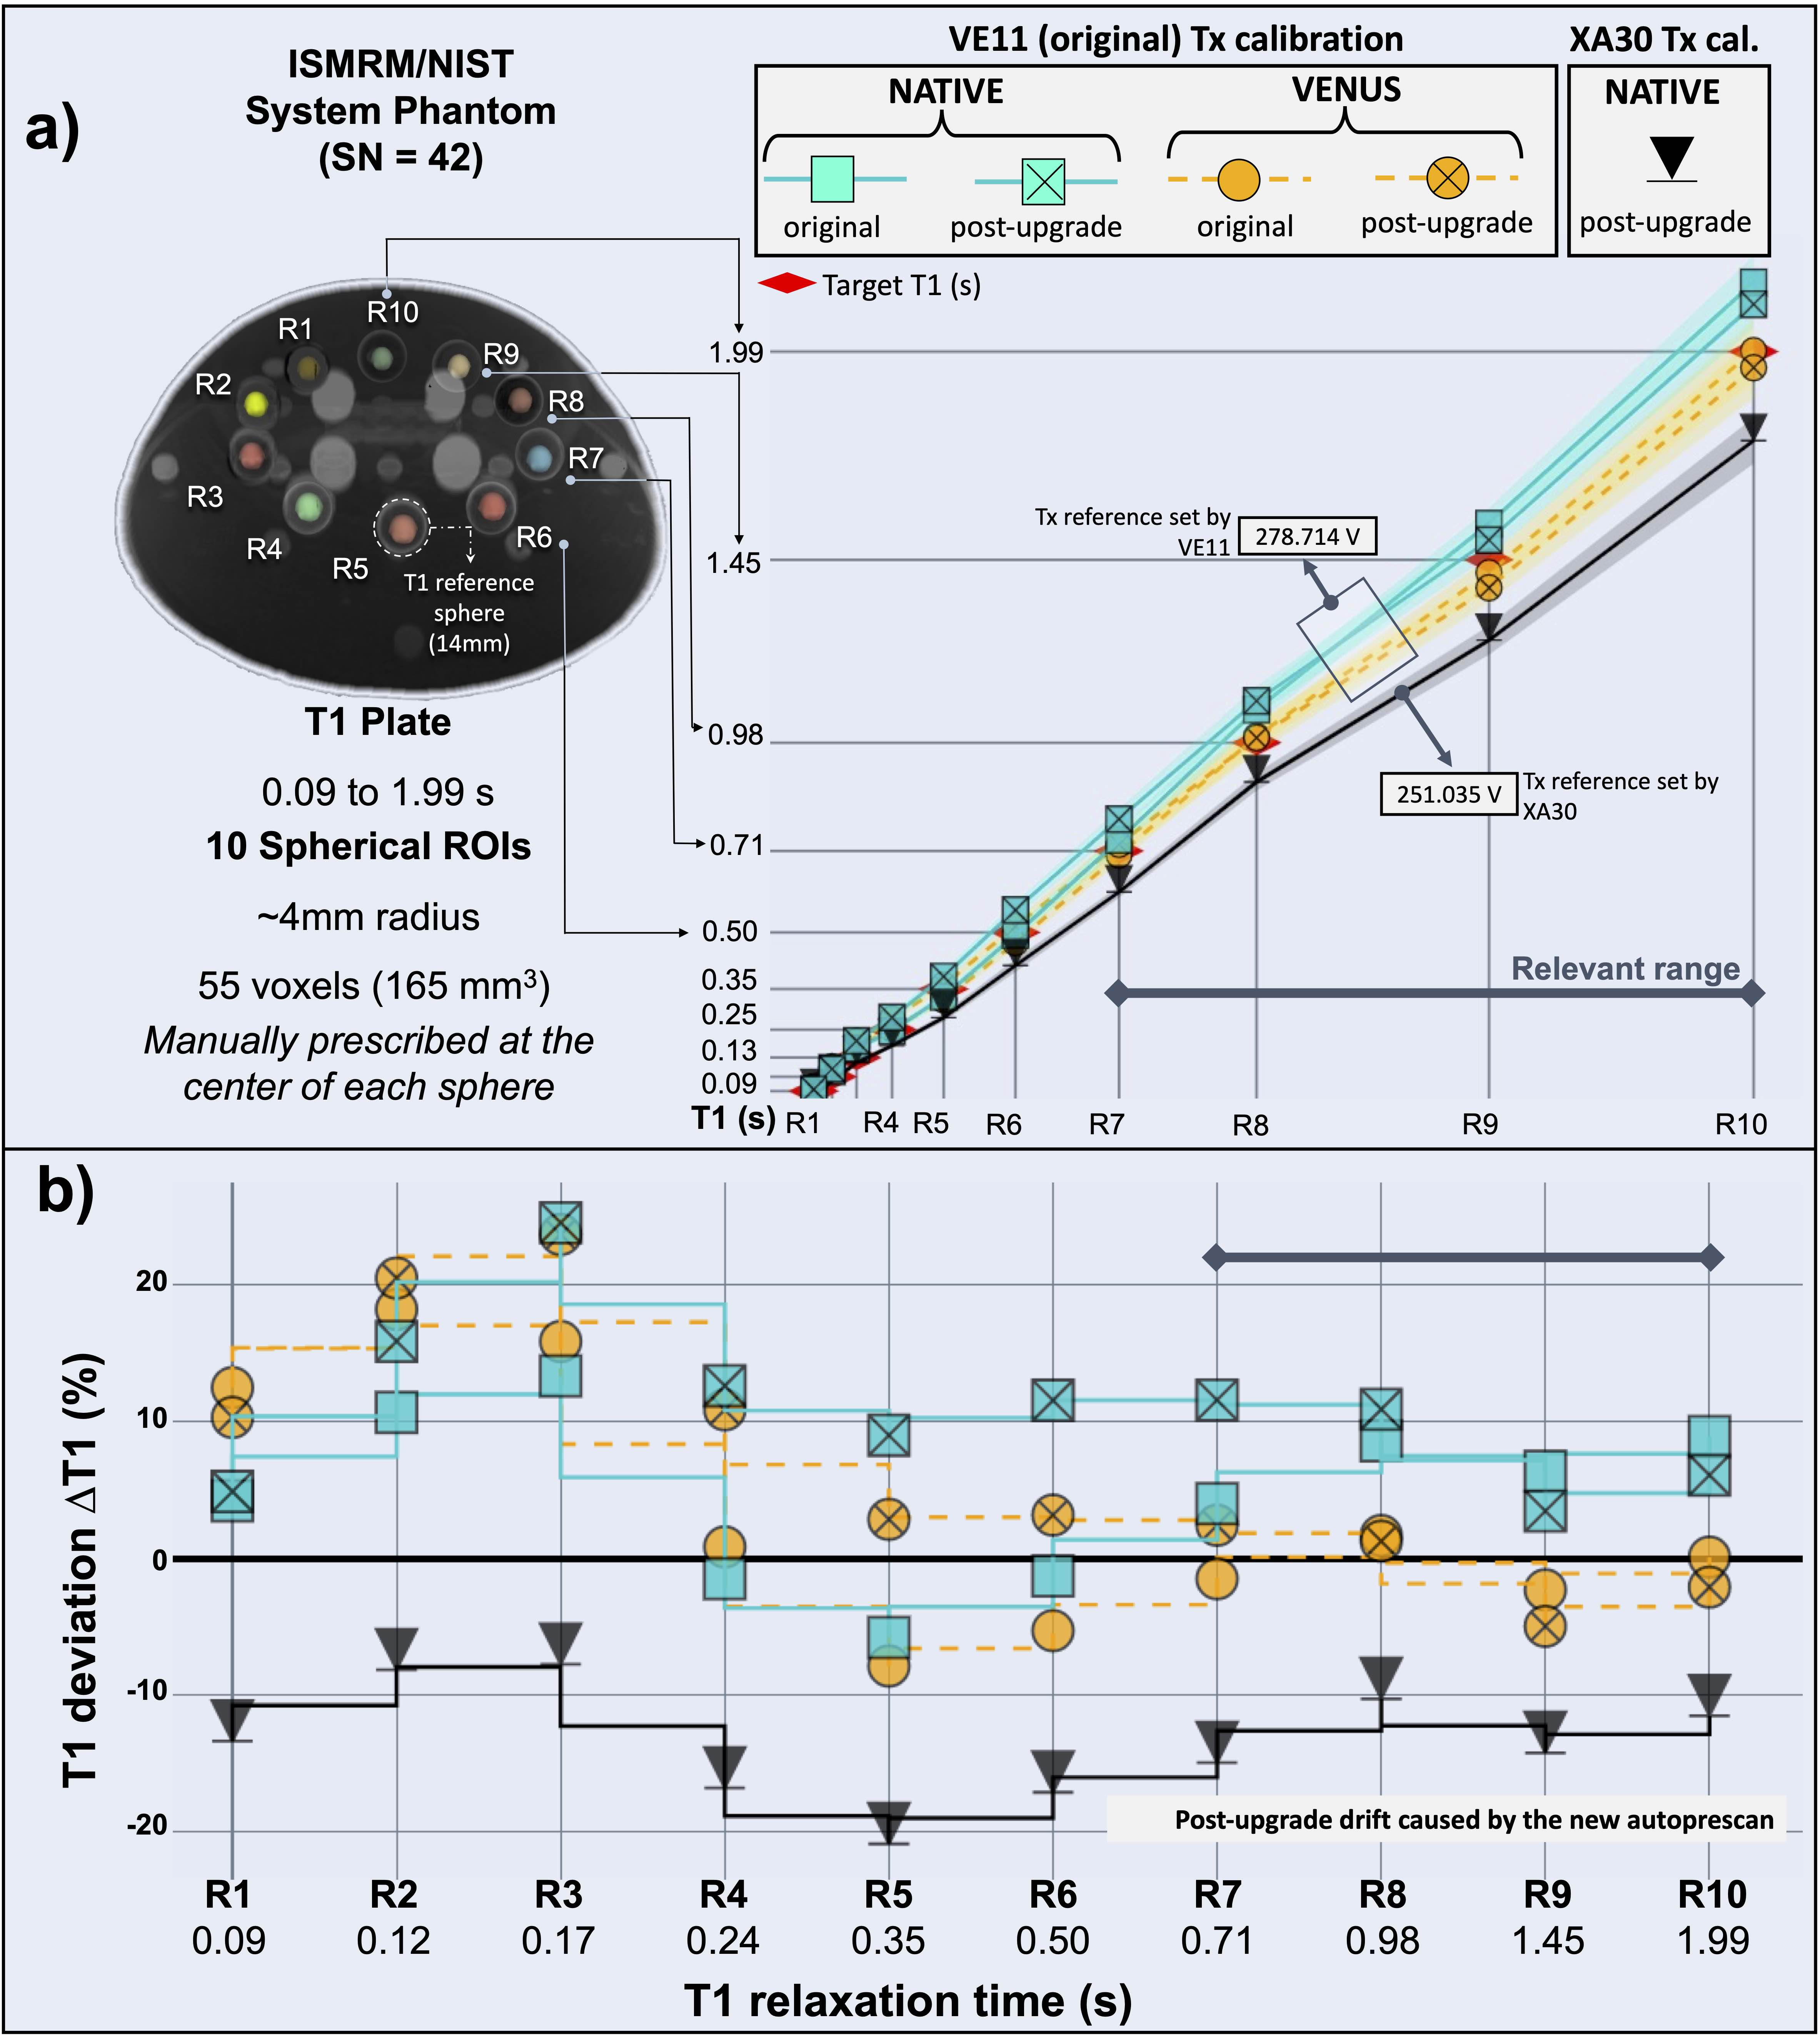 a)
ISMRM/NIST
System Phantom
(SN = 42)
VE11 (original) Tx calibration
XA30 Tx cal.
NATIVE
VENUS
NATIVE
original
post-upgrade
original
post-upgrade
post-upgrade
Target T1 (s)
R10
R1
R9
R2
R8
R7
R3
R6
R4
R5
T1 reference
sphere
(14mm)
T1 Plate
0.09 to 1.99 s
10 Spherical ROIs
~4mm radius
55 voxels (165 mm³)
Manually prescribed at the
center of each sphere
1.99
1.45
0.98
0.71
0.50
0.35
0.25
0.13
0.09
T1 (s)
R1
R4
R5
R6
R7
R8
R9
R10
Tx reference set by
VE11
278.714 V
251.035 V
Tx reference set by
XA30
Relevant range
b)
T1 deviation ΔT1 (%)
20
10
0
-10
-20
Post-upgrade drift caused by the new autoprescan
R1 R2 R3 R4 R5 R6 R7 R8 R9 R10
0.09 0.12 0.17 0.24 0.35 0.50 0.71 0.98 1.45 1.99
T1 relaxation time (s)